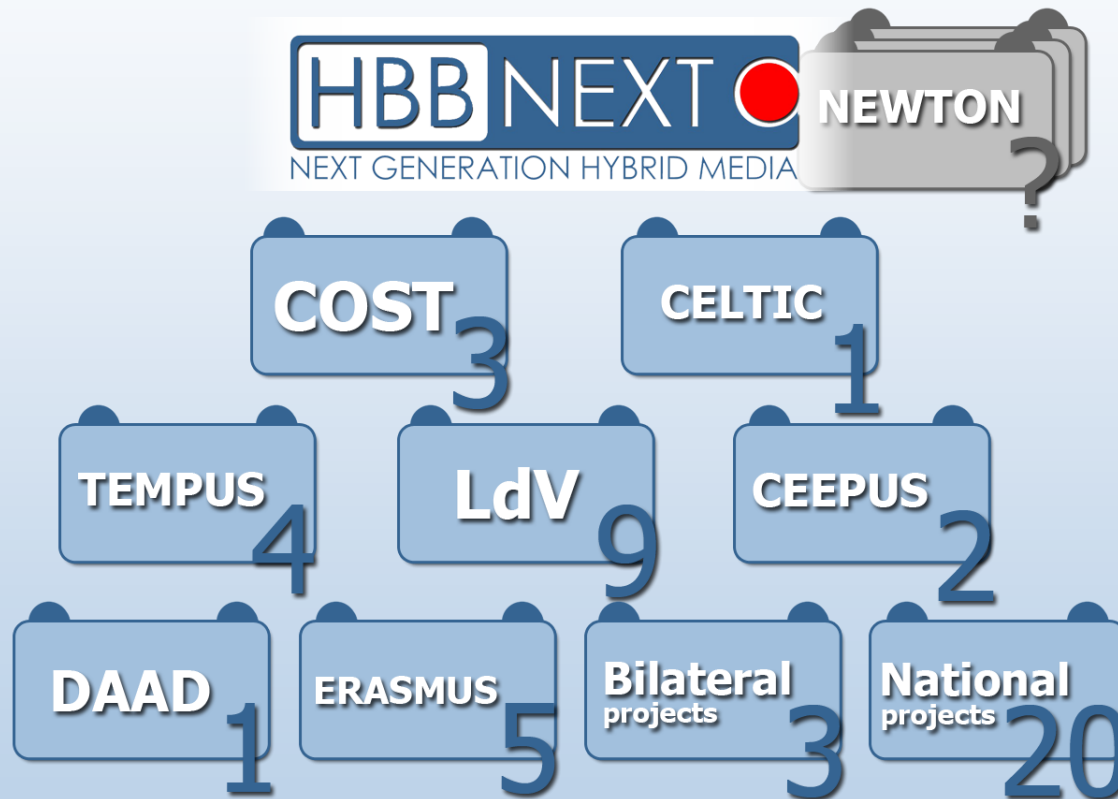 HBB NEXT
NEXT GENERATION HYBRID MEDIA
NEWTON
?
COST
3
CELTIC
1
TEMPUS
4
LdV
9
CEEPUS
2
DAAD
1
ERASMUS
5
Bilateral
projects
3
National
projects
20